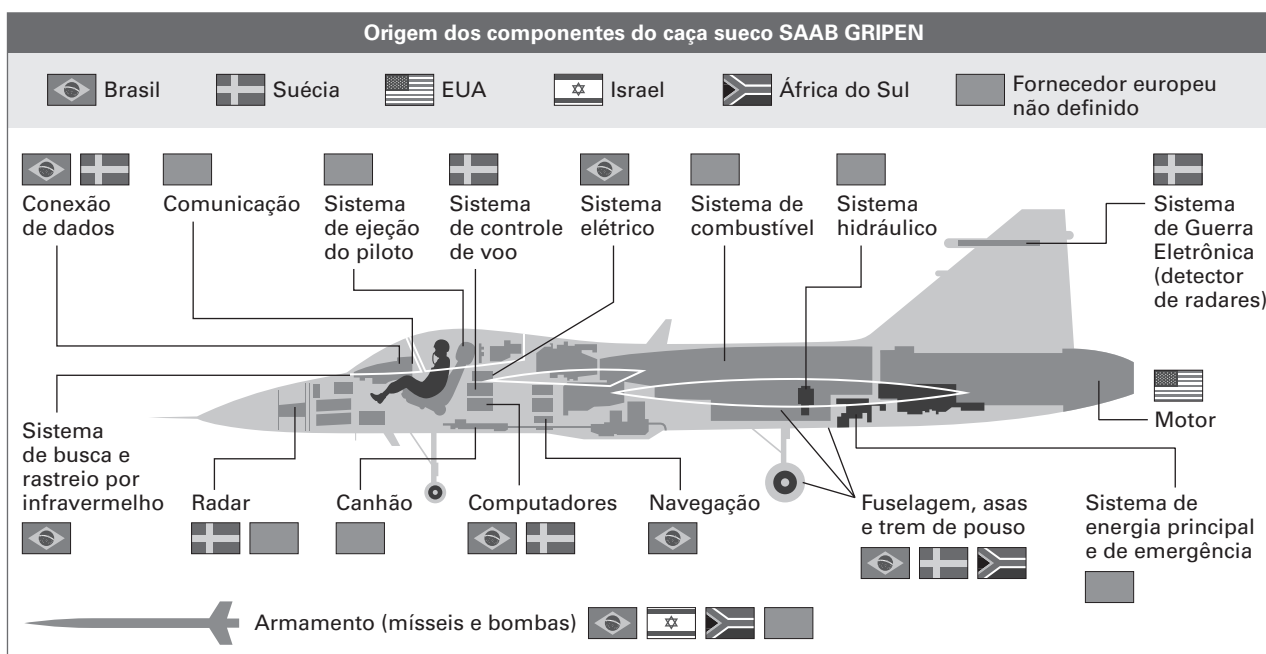 Origem dos componentes do caça sueco SAAB GRIPEN
Brasil
Suécia
EUA
Israel
África do Sul
Fornecedor europeu
não definido
Conexão
de dados
Comunicação
Sistema
de ejeção
do piloto
Sistema
de controle
de voo
Sistema
elétrico
Sistema de
combustível
Sistema
hidráulico
Sistema
de Guerra
Eletrônica
(detector
de radares)
Motor
Sistema
de busca e
rastreio por
infravermelho
Radar
Canhão
Computadores
Navegação
Fuselagem, asas
e trem de pouso
Sistema de
energia principal
e de emergência
Armamento (mísseis e bombas)